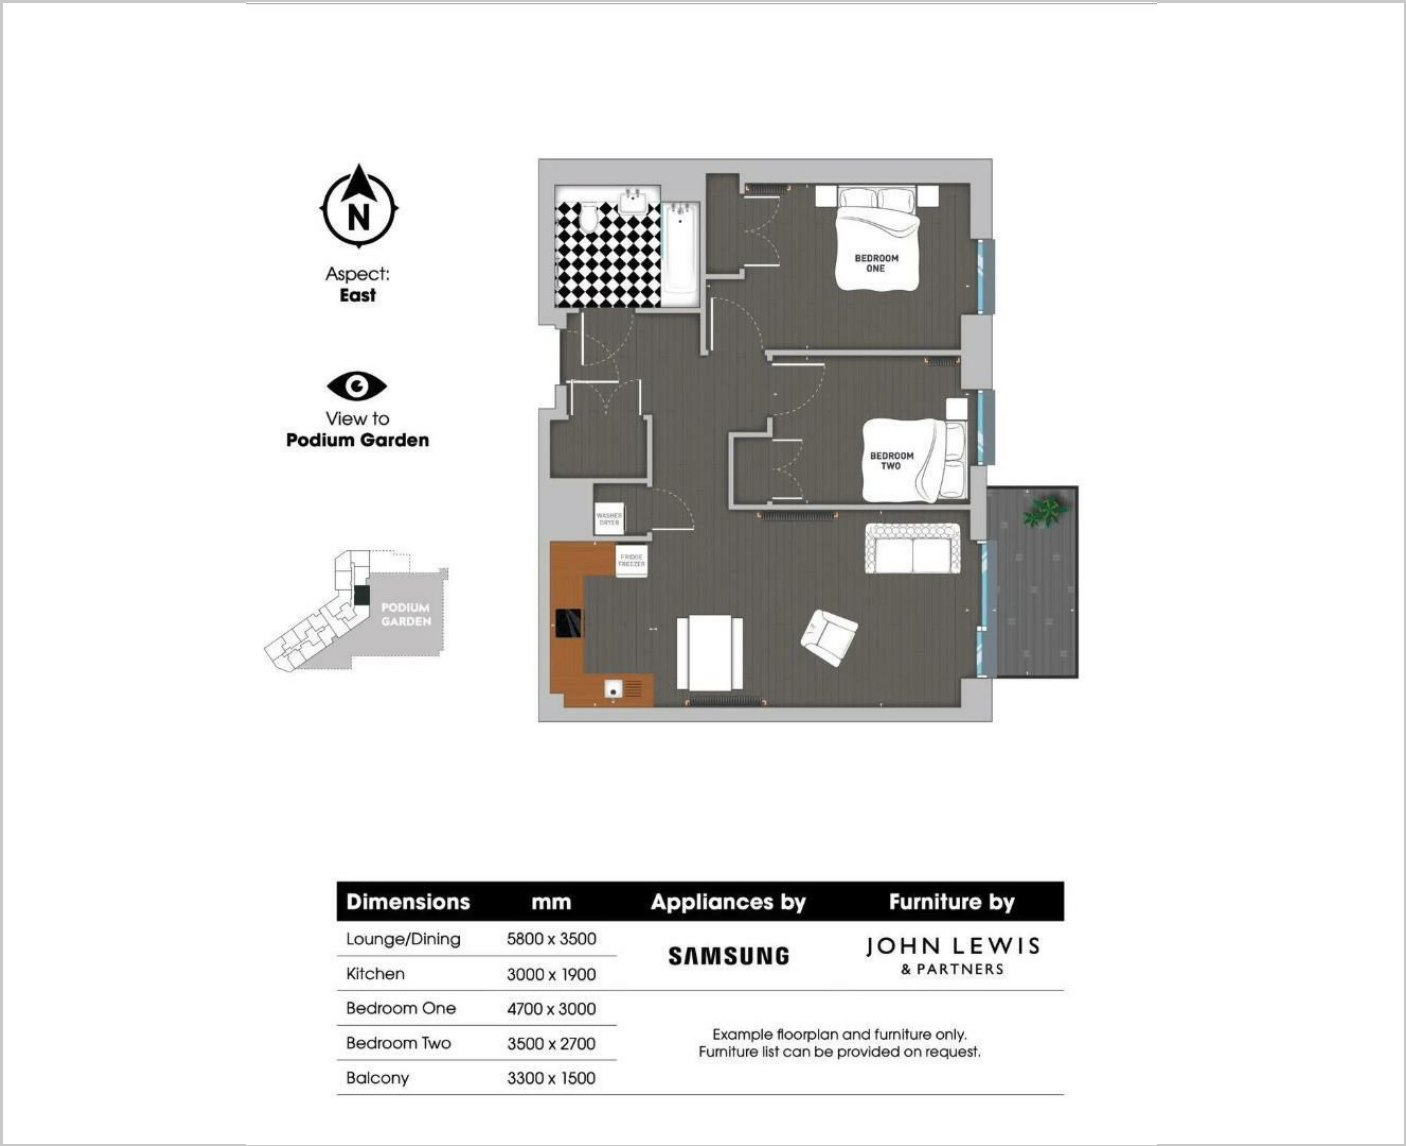 N
Aspect:
East
View to
Podium Garden
PODIUM
GARDEN
BEDROOM
ONE
BEDROOM
TWO
WASHER
DRYER
FRIDGE
FREEZER
Dimensions mm Appliances by Furniture by
Lounge/Dining 5800 x 3500
Kitchen 3000 x 1900
Bedroom One 4700 x 3000
Bedroom Two 3500 x 2700
Balcony 3300 x 1500
SAMSUNG
JOHN LEWIS
& PARTNERS
Example floorplan and furniture only.
Furniture list can be provided on request.